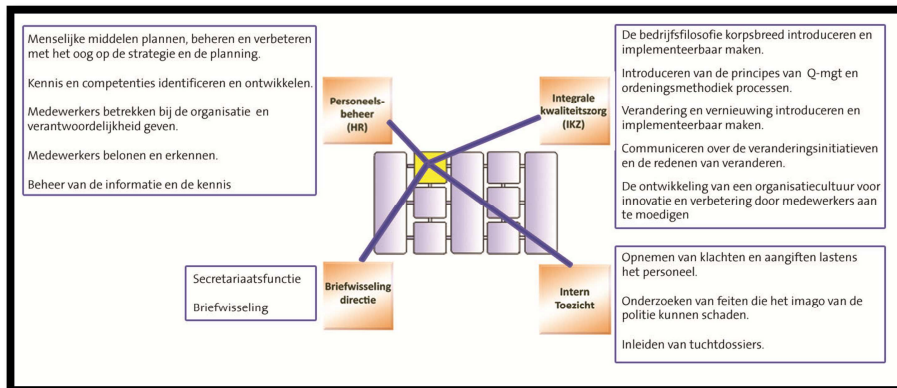 Menselijke middelen plannen, beheren en verbeteren
met het oog op de strategie en de planning.
Kennis en competenties identificeren en ontwikkelen.
Medewerkers betrekken bij de organisatie en
verantwoordelijkheid geven.
Medewerkers belonen en erkennen.
Beheer van de informatie en de kennis
Personeels-
beheer
(HR)
Integrale
kwaliteitszorg
(IKZ)
De bedrijfsfilosofie korpsbreed introduceren en
implementeerbaar maken.
Introduceren van de principes van Q-mgt en
ordeningsmethodiek processen.
Verandering en vernieuwing introduceren en
implementeerbaar maken.
Communiceren over de veranderingsinitiatieven
en de redenen van veranderen.
De ontwikkeling van een organisatiecultuur voor
innovatie en verbetering door medewerkers aan
te moedigen
Secretariaatsfunctie
Briefwisseling
Briefwisseling
directie
Intern
Toezicht
Opnemen van klachten en aangiften lastens
het personeel.
Onderzoeken van feiten die het imago van de
politie kunnen schaden.
Inleiden van tuchtdossiers.